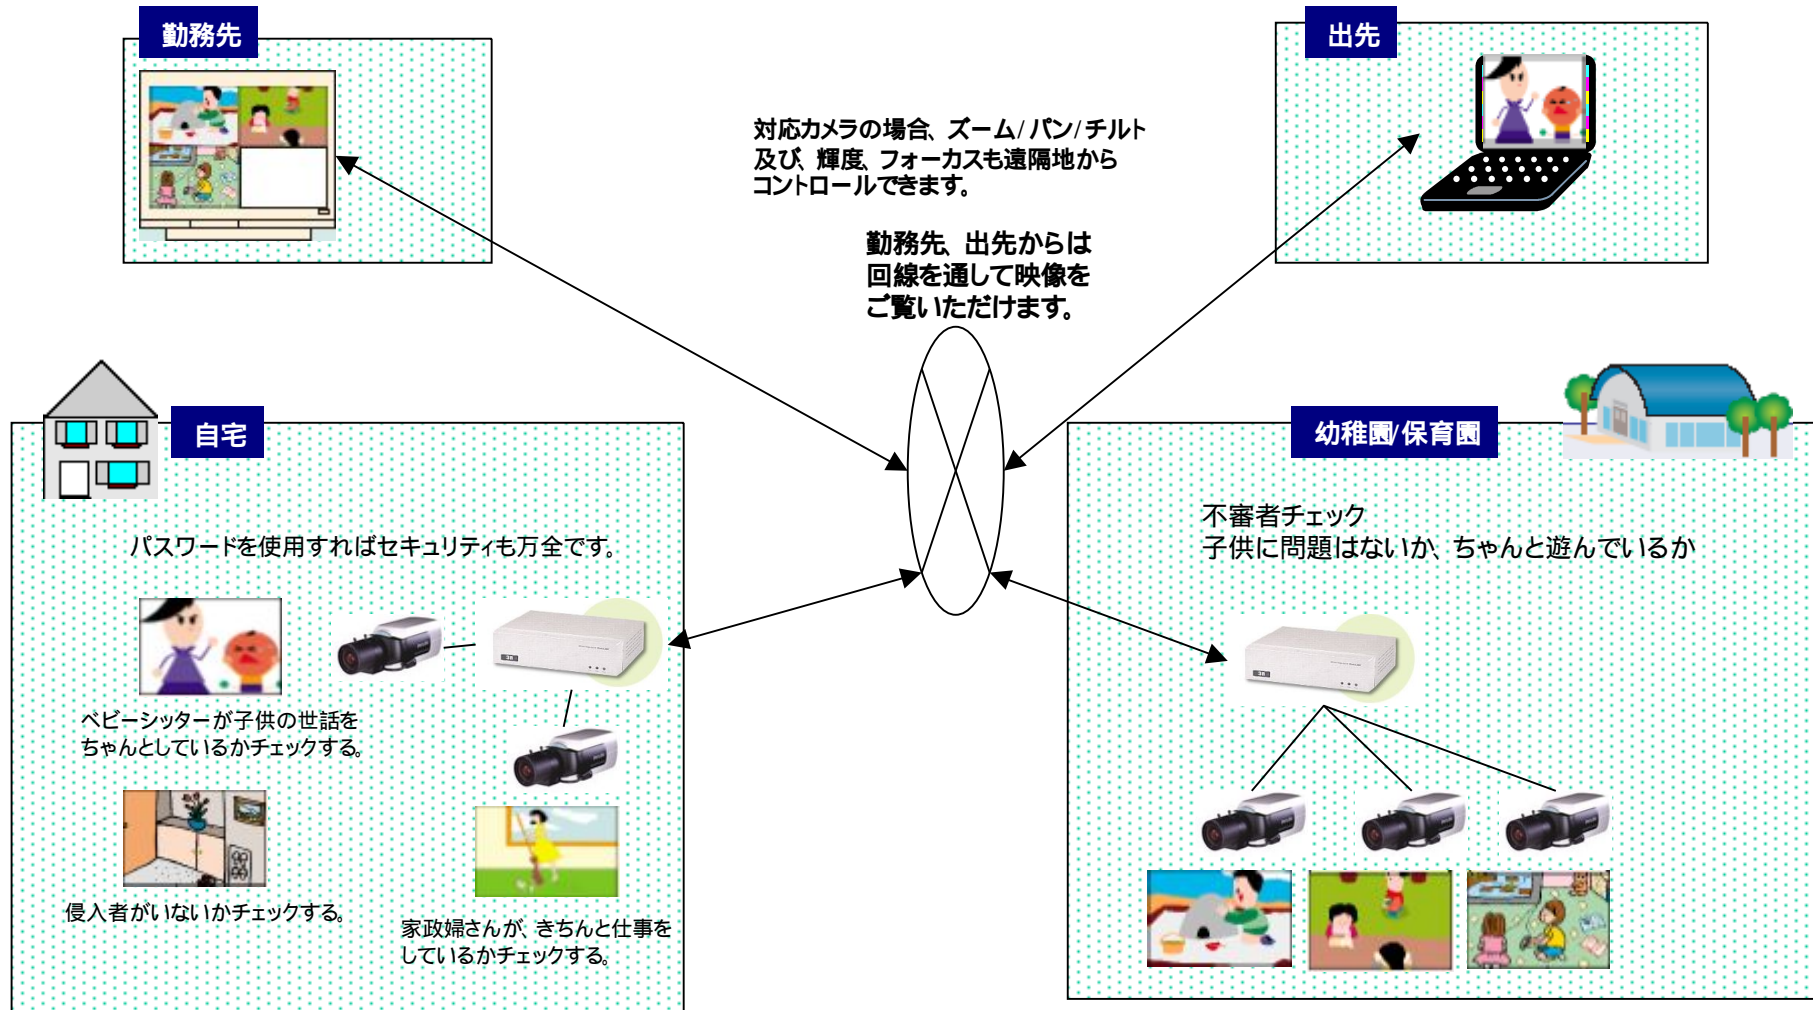 勤務先
出先
対応カメラの場合、ズーム/パン/チルト
及び、輝度、フォーカスも遠隔地から
コントロールできます。
勤務先、出先からは
回線を通して映像を
ご覧いただけます。
自宅
パスワードを使用すればセキュリティも万全です。
ベビーシッターが子供の世話を
ちゃんとしているかチェックする。
侵入者がいないかチェックする。
家政婦さんが、きちんと仕事を
しているかチェックする。
幼稚園/保育園
不審者チェック
子供に問題はないか、ちゃんと遊んでいるか